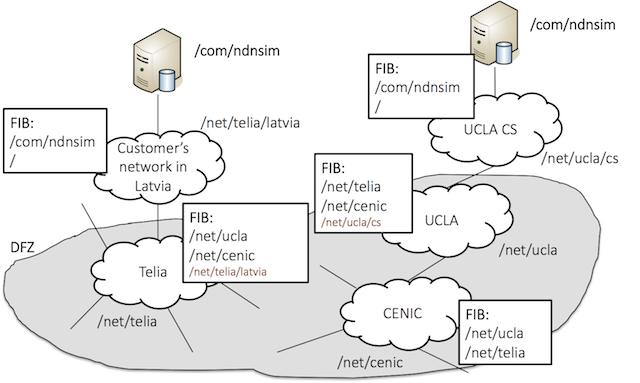 /com/ndnsim
/com/ndnsim
FIB:
/com/ndnsim
/
FIB:
/com/ndnsim
/
/net/telia/latvia
Customer's
network in
Latvia
UCLA CS
/net/ucla/cs
FIB:
/net/telia
/net/cenic
/net/ucla/cs
UCLA
/net/ucla
DFZ
FIB:
/net/ucla
/net/cenic
/net/telia/latvia
Telia
/net/telia
CENIC
/net/cenic
FIB:
/net/ucla
/net/telia